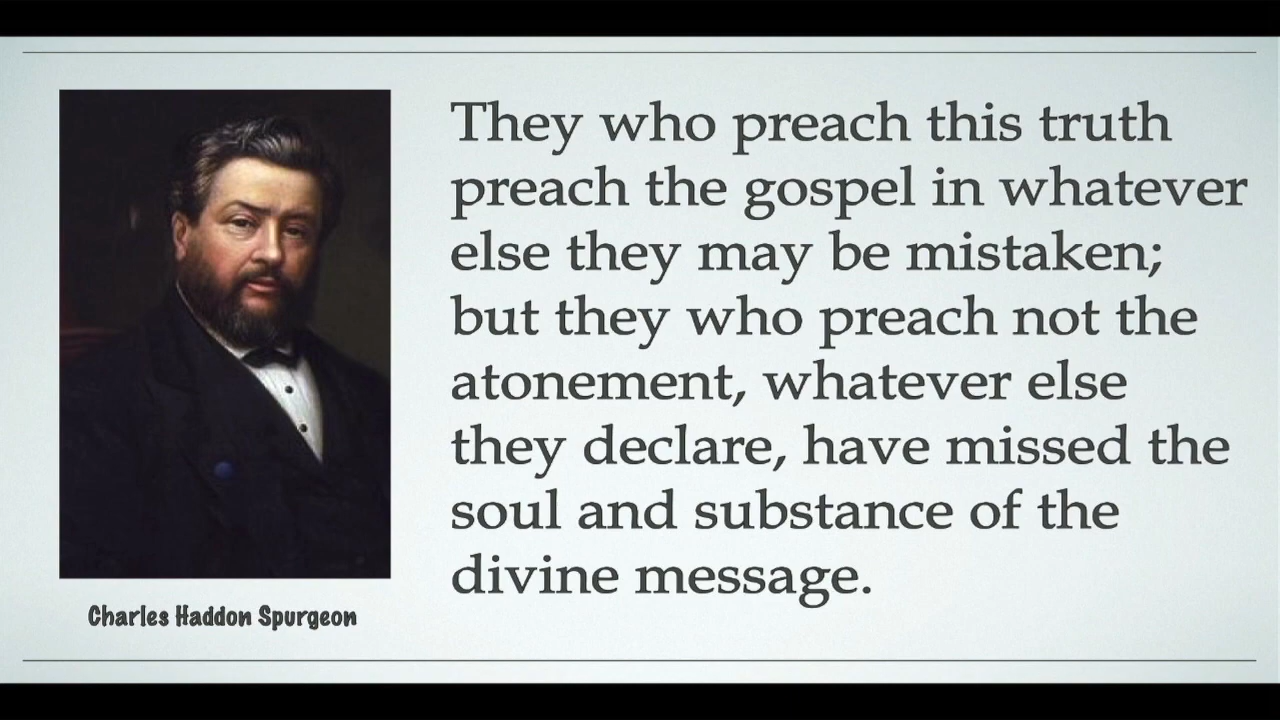 They who preach this truth
preach the gospel in whatever
else they may be mistaken;
but they who preach not the
atonement, whatever else
they declare, have missed the
soul and substance of the
divine message.
Charles Haddon Spurgeon